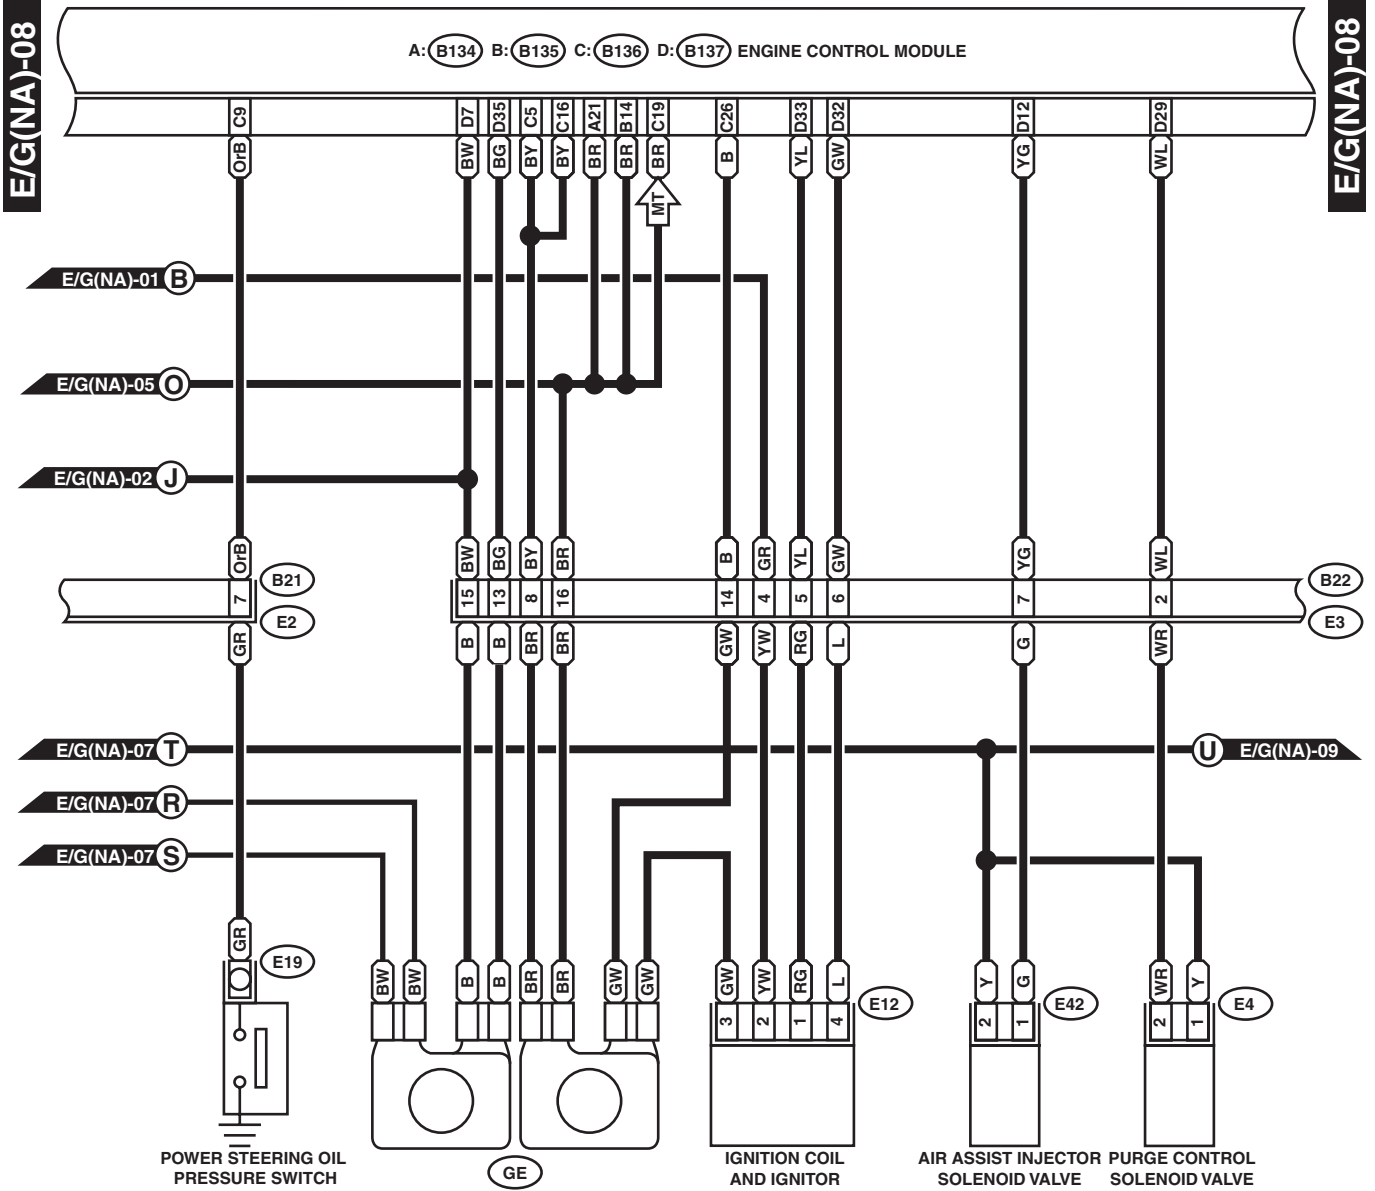 E/G(NA)-08
A: B134 B: B135 C: B136 D: B137 ENGINE CONTROL MODULE
E/G(NA)-08
C9 D7 D35 C5 C16 A21 B14 C19 C26 D33 D32 D12 D29
OrB BW BG BY BY BR BR BR B YL GW YG WL
MT
E/G(NA)-01 B
E/G(NA)-05 O
E/G(NA)-02 J
OrB BW BG BY BR B GR YL GW YG WL
B21 B22
7 15 13 8 16 14 4 5 6 7 2
E2 E3
GR B B BR BR GW YW RG L G WR
E/G(NA)-07 T U E/G(NA)-09
E/G(NA)-07 R
E/G(NA)-07 S
GR
E19
BW BW B B BR BR GW GW GW YW RG L Y G WR Y
3 2 1 4 E12 2 1 E42 2 1 E4
POWER STEERING OIL
PRESSURE SWITCH
GE
IGNITION COIL
AND IGNITOR
AIR ASSIST INJECTOR
SOLENOID VALVE
PURGE CONTROL
SOLENOID VALVE